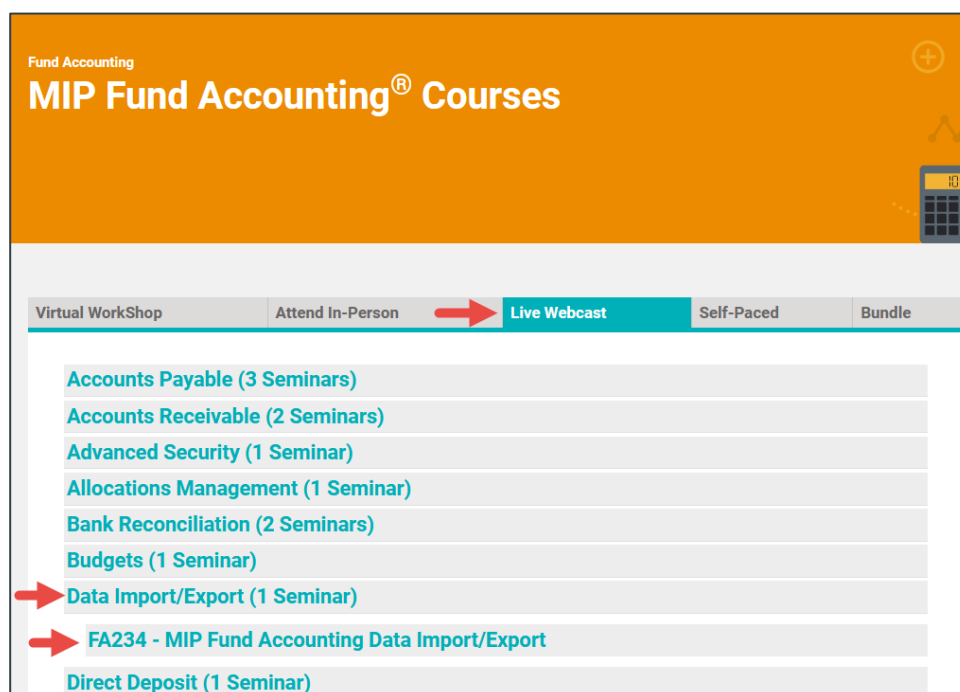 Fund Accounting
MIP Fund Accounting® Courses
10
Virtual WorkShop Attend In-Person Live Webcast Self-Paced Bundle
Accounts Payable (3 Seminars)
Accounts Receivable (2 Seminars)
Advanced Security (1 Seminar)
Allocations Management (1 Seminar)
Bank Reconciliation (2 Seminars)
Budgets (1 Seminar)
Data Import/Export (1 Seminar)
FA234 - MIP Fund Accounting Data Import/Export
Direct Deposit (1 Seminar)